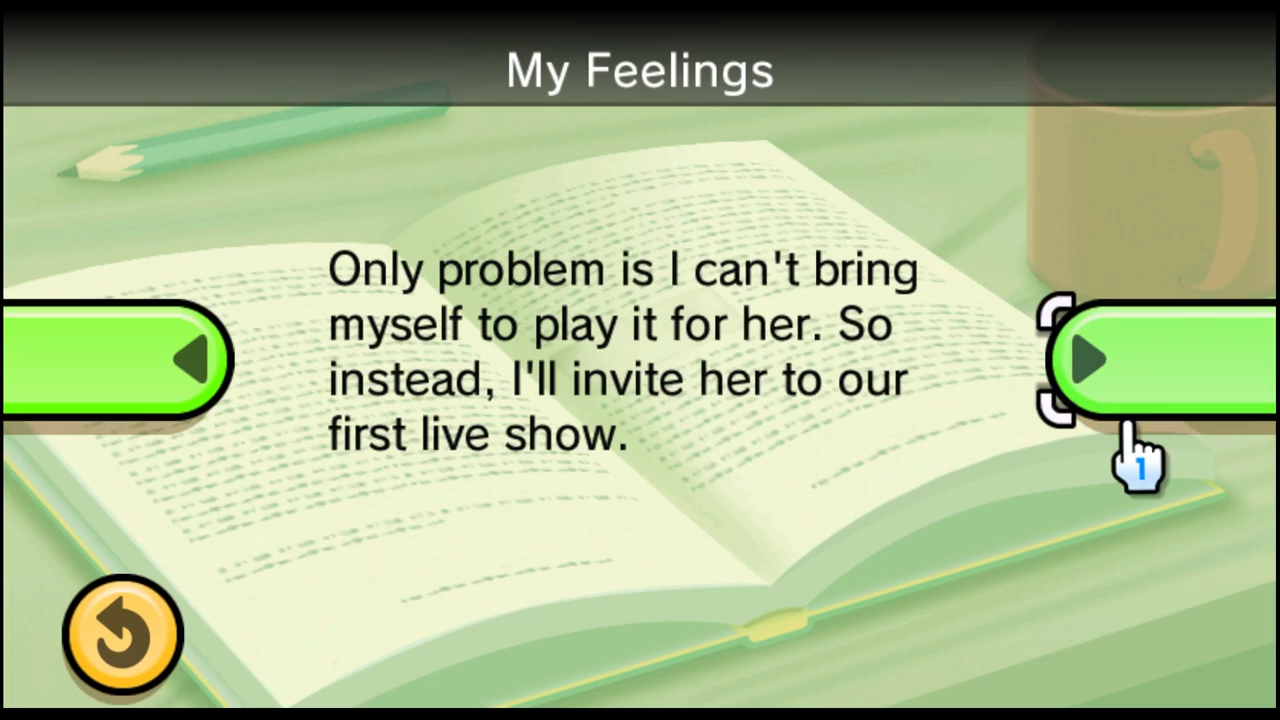 My Feelings
Only problem is I can't bring
myself to play it for her. So
instead, I'll invite her to our
first live show.
1